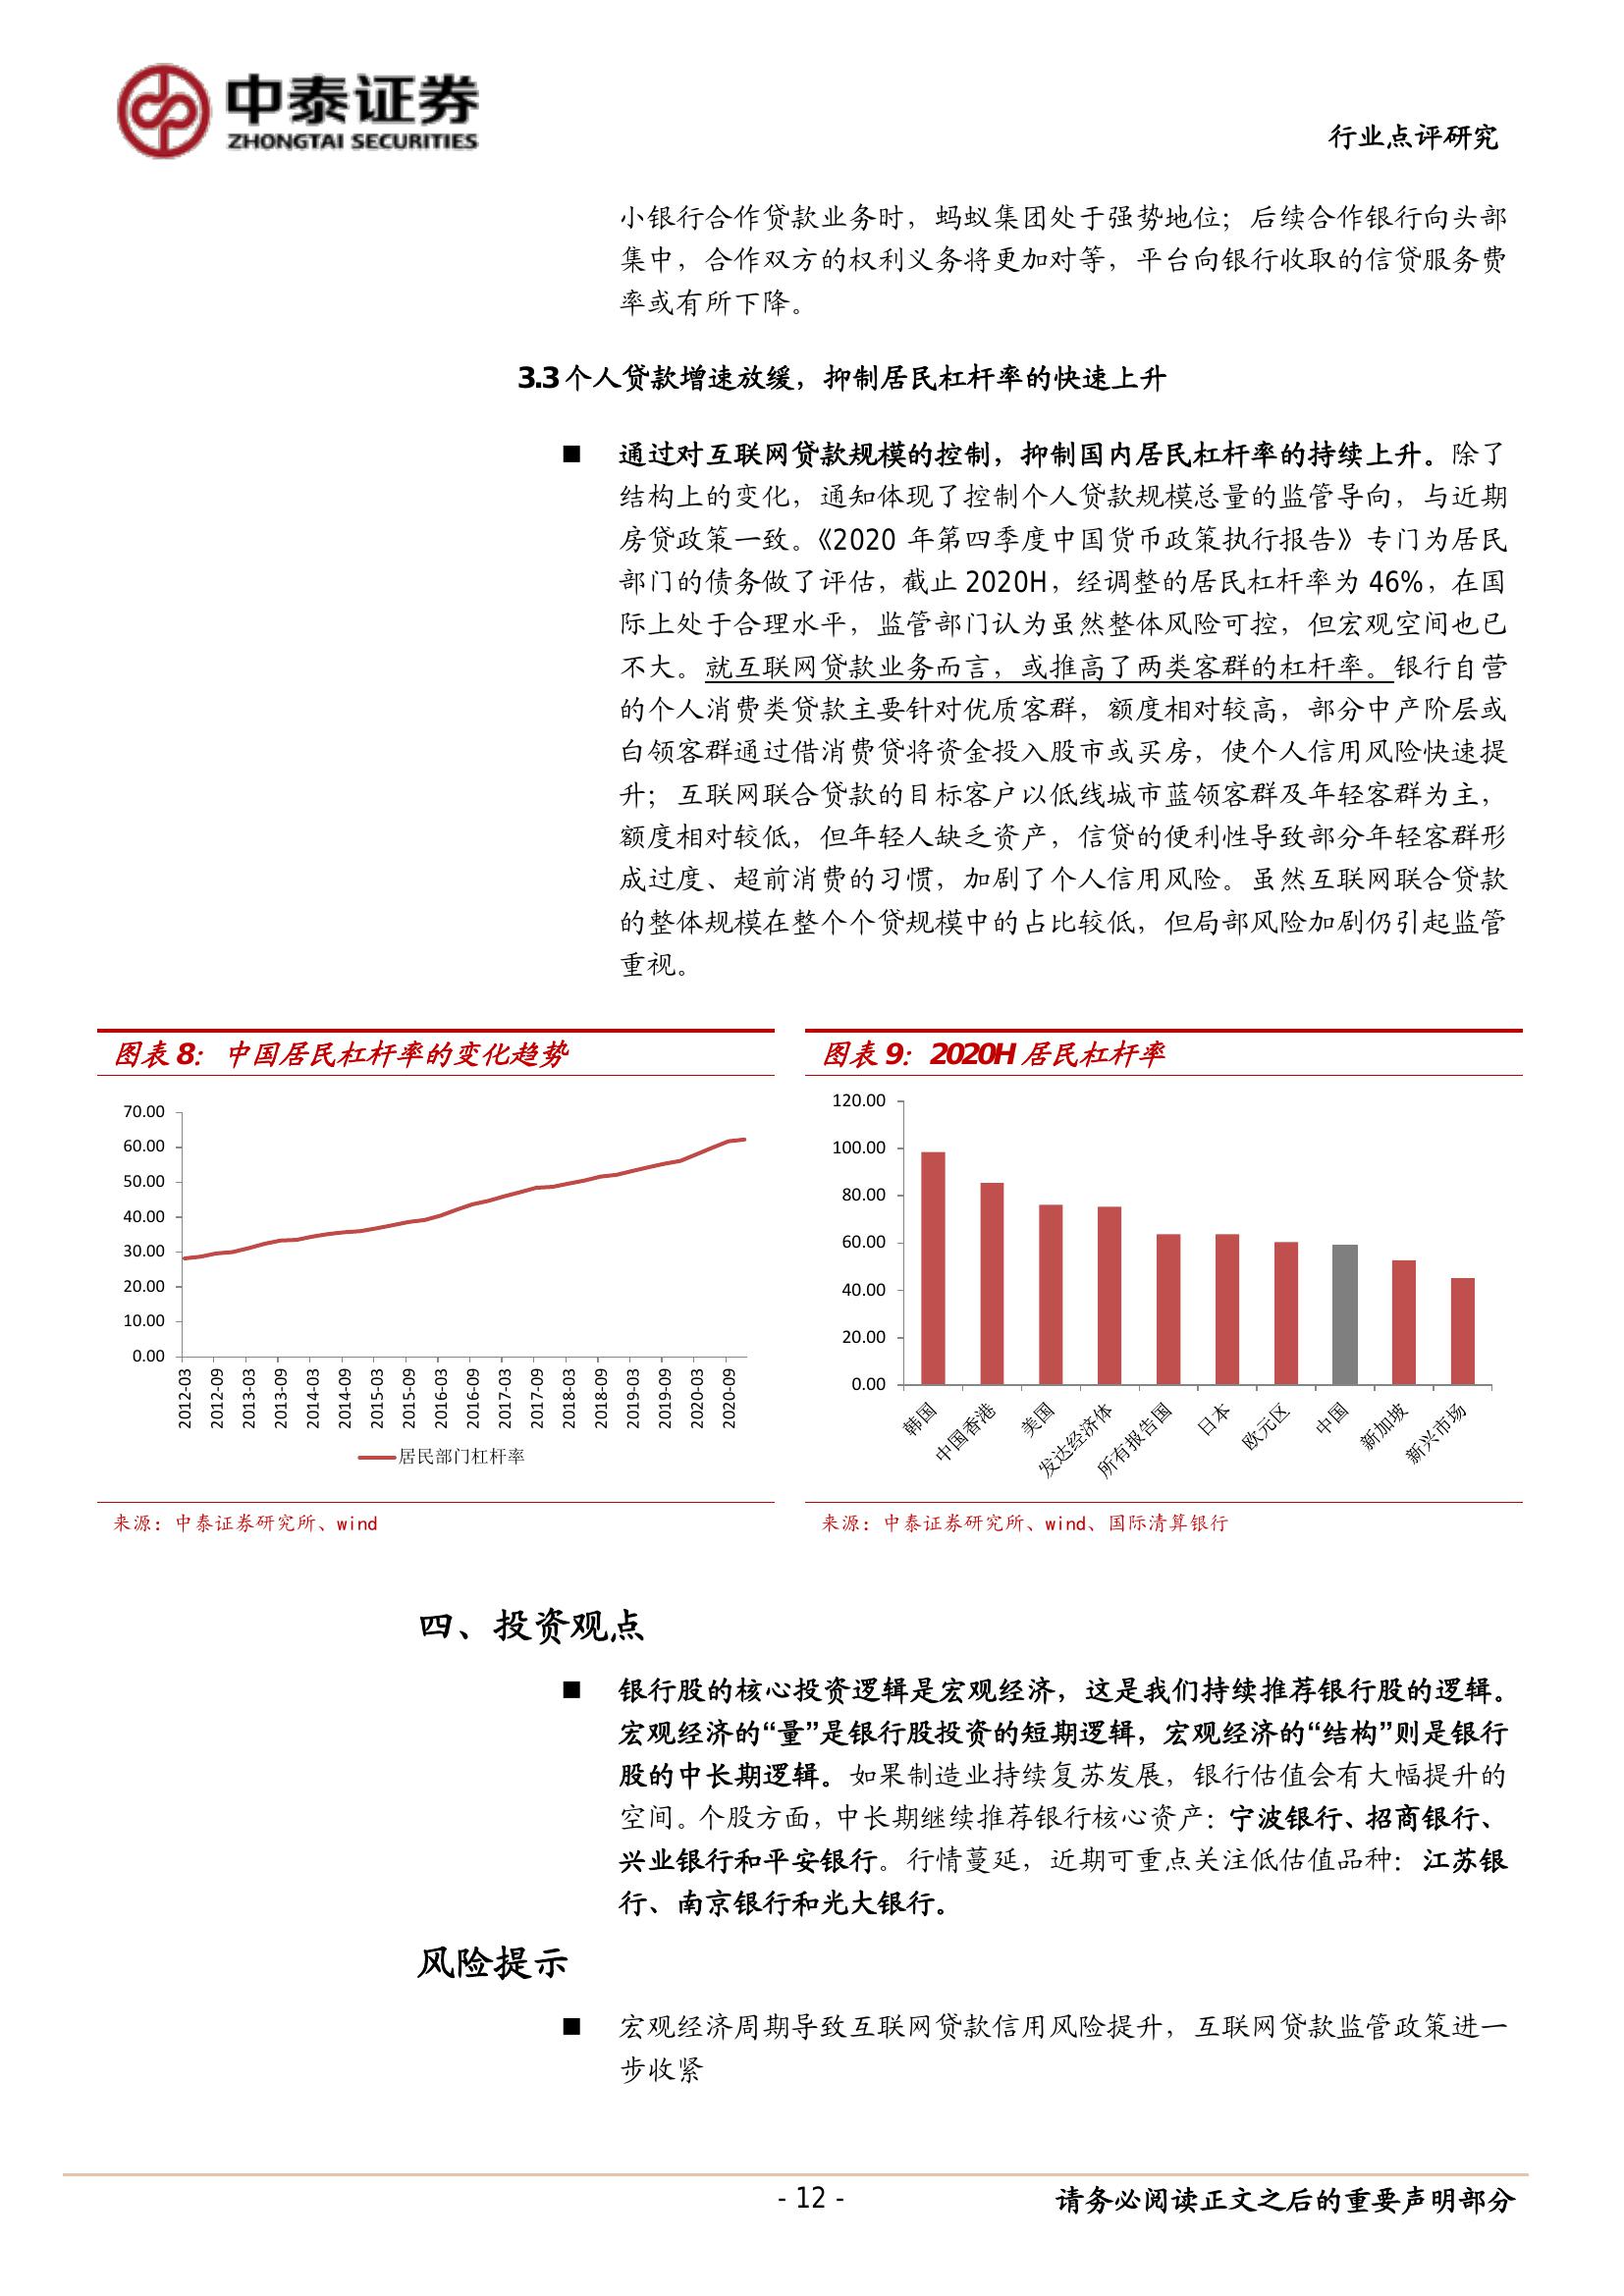 中泰证券
ZHONGTAI SECURITIES
行业点评研究
小银行合作贷款业务时，蚂蚁集团处于强势地位；后续合作银行向头部
集中，合作双方的权利义务将更加对等，平台向银行收取的信贷服务费
率或有所下降。
3.3 个人贷款增速放缓，抑制居民杠杆率的快速上升
■ 通过对互联网贷款规模的控制，抑制国内居民杠杆率的持续上升。除了
结构上的变化，通知体现了控制个人贷款规模总量的监管导向，与近期
房贷政策一致。《2020 年第四季度中国货币政策执行报告》专门为居民
部门的债务做了评估，截止 2020H，经调整的居民杠杆率为 46%，在国
际上处于合理水平，监管部门认为虽然整体风险可控，但宏观空间也已
不大。就互联网贷款业务而言，或推高了两类客群的杠杆率。银行自营
的个人消费类贷款主要针对优质客群，额度相对较高，部分中产阶层或
白领客群通过借消费贷将资金投入股市或买房，使个人信用风险快速提
升；互联网联合贷款的目标客户以低线城市蓝领客群及年轻客群为主，
额度相对较低，但年轻人缺乏资产，信贷的便利性导致部分年轻客群形
成过度、超前消费的习惯，加剧了个人信用风险。虽然互联网联合贷款
的整体规模在整个个贷规模中的占比较低，但局部风险加剧仍引起监管
重视。
图表 8：中国居民杠杆率的变化趋势
70.00
60.00
50.00
40.00
30.00
20.00
10.00
0.00
2012-03
2012-09
2013-03
2013-09
2014-03
2014-09
2015-03
2015-09
2016-03
2016-09
2017-03
2017-09
2018-03
2018-09
2019-03
2019-09
2020-03
2020-09
居民部门杠杆率
来源：中泰证券研究所、wind
图表 9：2020H 居民杠杆率
120.00
100.00
80.00
60.00
40.00
20.00
0.00
韩国
中国香港
美国
发达经济体
所有报告国
日本
欧元区
中国
新加坡
新兴市场
来源：中泰证券研究所、wind、国际清算银行
四、投资观点
■ 银行股的核心投资逻辑是宏观经济，这是我们持续推荐银行股的逻辑。
宏观经济的“量”是银行股投资的短期逻辑，宏观经济的“结构”则是银行
股的中长期逻辑。如果制造业持续复苏发展，银行估值会有大幅提升的
空间。个股方面，中长期继续推荐银行核心资产：宁波银行、招商银行、
兴业银行和平安银行。行情蔓延，近期可重点关注低估值品种：江苏银
行、南京银行和光大银行。
风险提示
■ 宏观经济周期导致互联网贷款信用风险提升，互联网贷款监管政策进一
步收紧
- 12 -
请务必阅读正文之后的重要声明部分